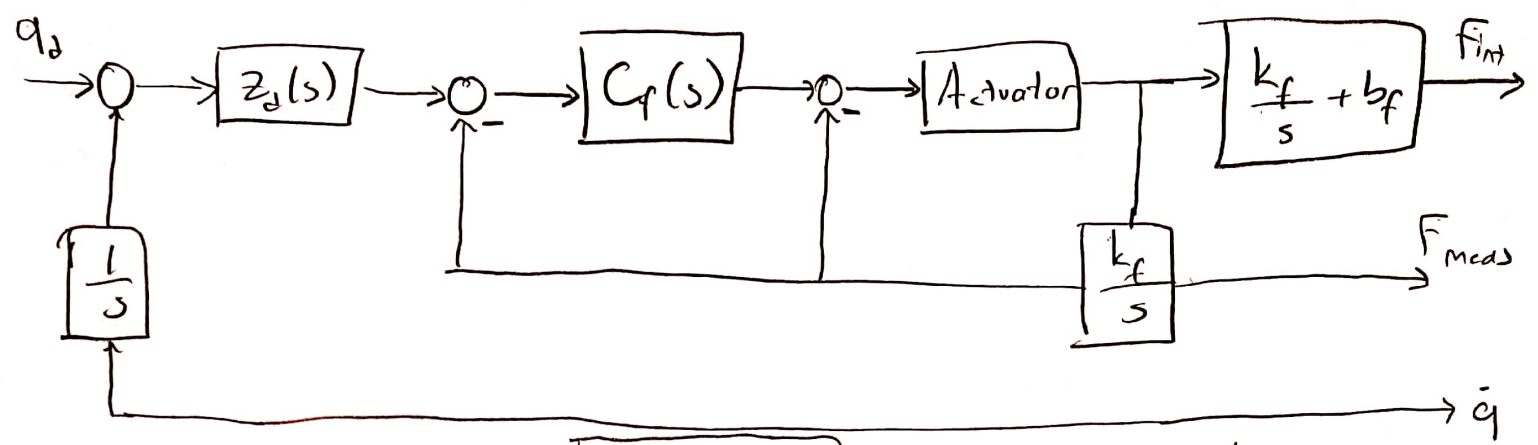 q_d
Z_d(s)
C_f(s)
Actuator
k_f/s + b_f
F_int
-
-
1/s
k_f/s
F_meas
q̇